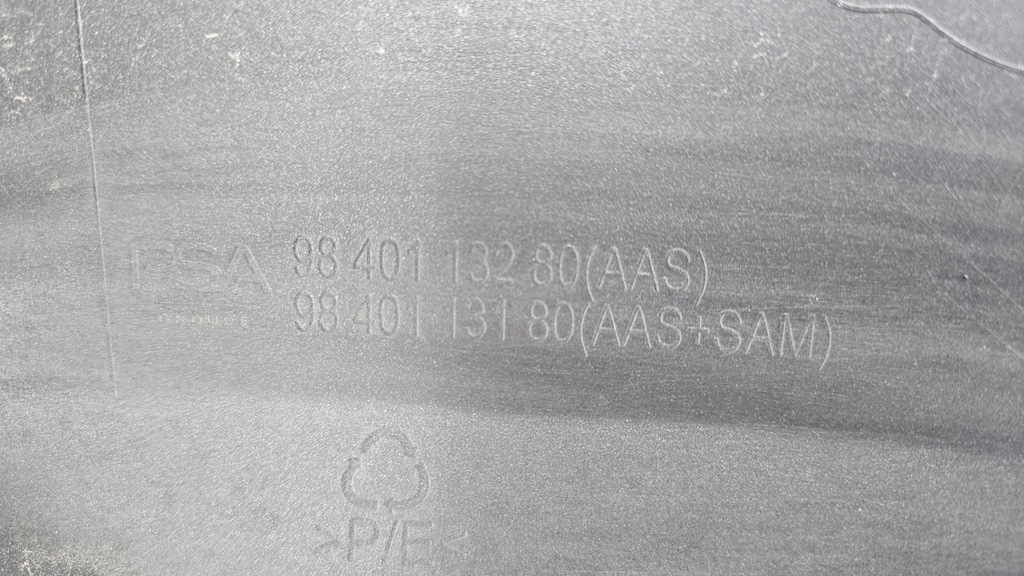 PSA 98 401 132 80(AAS)
98 401 131 80(AAS+SAM)
>P/E